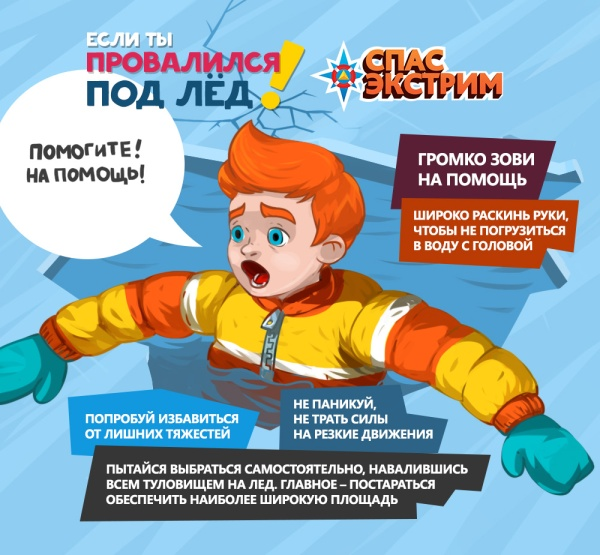 ЕСЛИ ТЫ
ПРОВАЛИЛСЯ
ПОД ЛЁД!
СПАС
ЭКСТРИМ
ПОМОГИТЕ!
НА ПОМОЩЬ!
ГРОМКО ЗОВИ
НА ПОМОЩЬ
ШИРОКО РАСКИНЬ РУКИ,
ЧТОБЫ НЕ ПОГРУЗИТЬСЯ
В ВОДУ С ГОЛОВОЙ
ПОПРОБУЙ ИЗБАВИТЬСЯ
ОТ ЛИШНИХ ТЯЖЕСТЕЙ
НЕ ПАНИКУЙ,
НЕ ТРАТЬ СИЛЫ
НА РЕЗКИЕ ДВИЖЕНИЯ
ПЫТАЙСЯ ВЫБРАТЬСЯ САМОСТОЯТЕЛЬНО, НАВАЛИВШИСЬ
ВСЕМ ТУЛОВИЩЕМ НА ЛЕД. ГЛАВНОЕ – ПОСТАРАТЬСЯ
ОБЕСПЕЧИТЬ НАИБОЛЕЕ ШИРОКУЮ ПЛОЩАДЬ